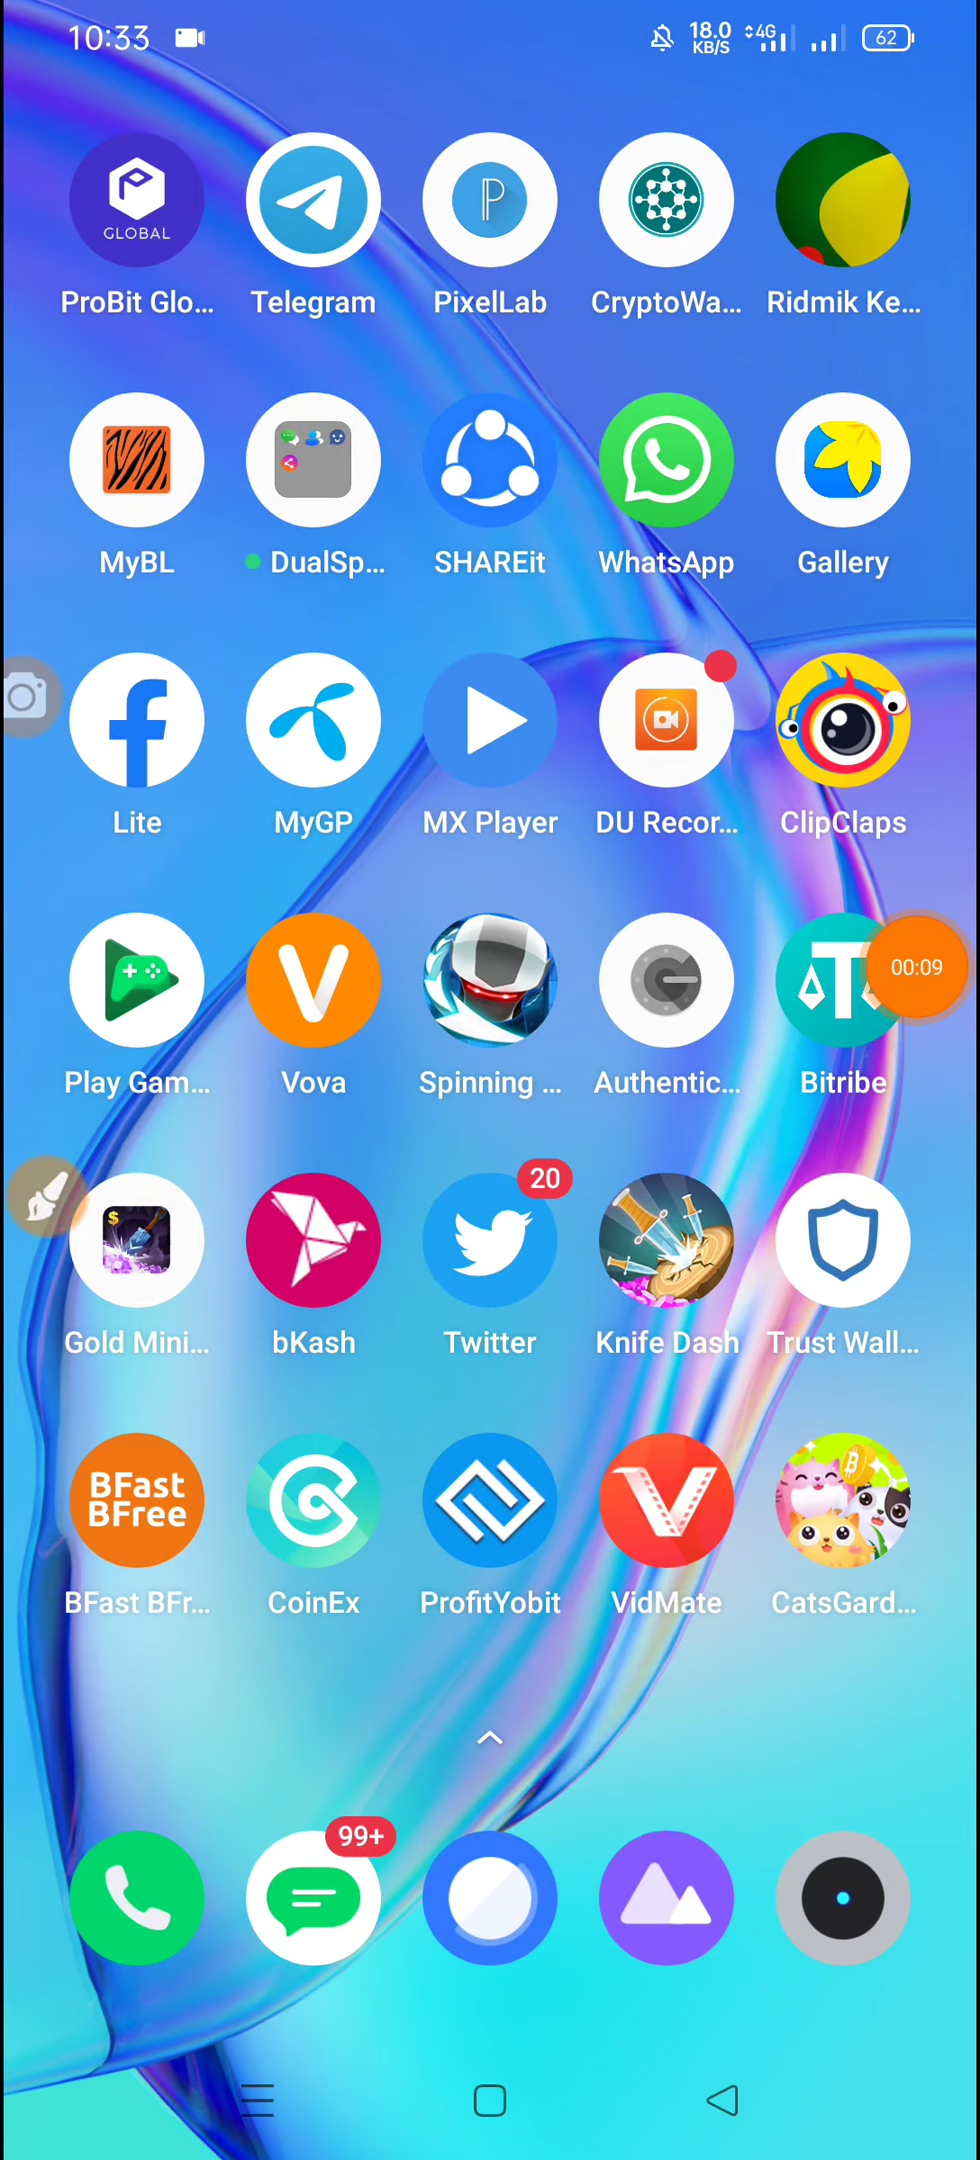 10:33 18.0 KB/S 4G 62
GLOBAL
ProBit Glo... Telegram PixelLab CryptoWa... Ridmik Ke...
MyBL DualSp... SHAREit WhatsApp Gallery
Lite MyGP MX Player DU Recor... ClipClaps
00:09
Play Gam... Vova Spinning ... Authentic... Bitribe
20
Gold Mini... bKash Twitter Knife Dash Trust Wall...
BFast
BFree
BFast BFr... CoinEx ProfitYobit VidMate CatsGard...
99+